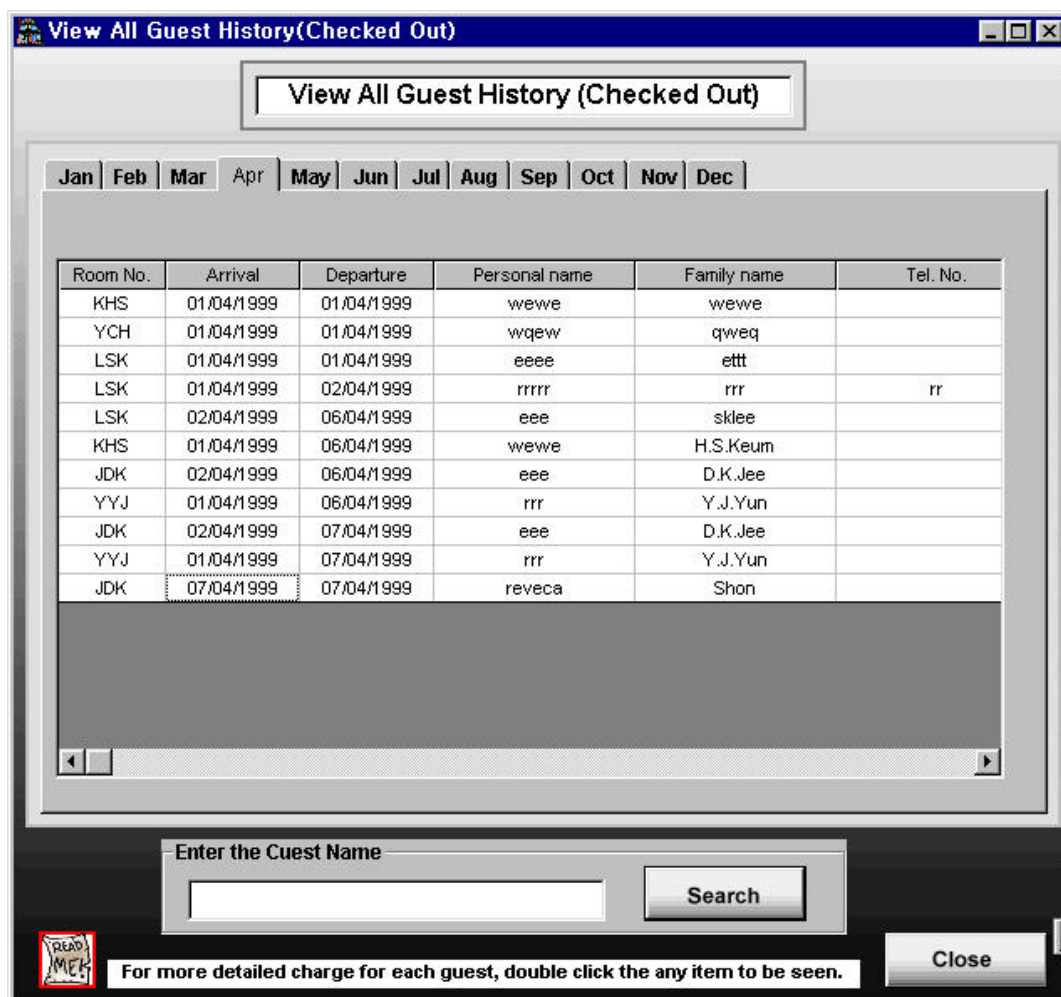 View All Guest History(Checked Out)
View All Guest History (Checked Out)
Jan Feb Mar Apr May Jun Jul Aug Sep Oct Nov Dec
Room No. Arrival Departure Personal name Family name Tel. No.
KHS 01/04/1999 01/04/1999 wewe wewe
YCH 01/04/1999 01/04/1999 wqew qweq
LSK 01/04/1999 01/04/1999 eeee ettt
LSK 01/04/1999 02/04/1999 rrrrr rrr rr
LSK 02/04/1999 06/04/1999 eee sklee
KHS 01/04/1999 06/04/1999 wewe H.S.Keum
JDK 02/04/1999 06/04/1999 eee D.K.Jee
YYJ 01/04/1999 06/04/1999 rrr Y.J.Yun
JDK 02/04/1999 07/04/1999 eee D.K.Jee
YYJ 01/04/1999 07/04/1999 rrr Y.J.Yun
JDK 07/04/1999 07/04/1999 reveca Shon
Enter the Cuest Name
Search
READ
ME
For more detailed charge for each guest, double click the any item to be seen.
Close